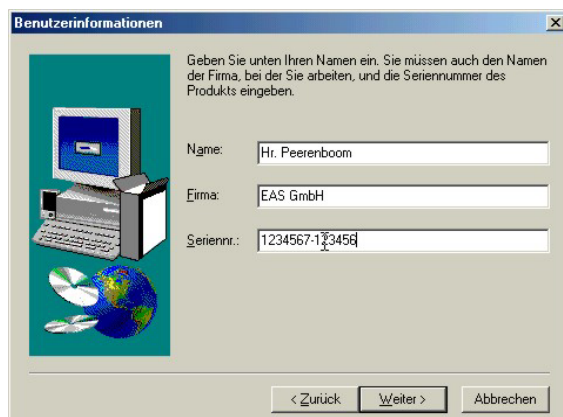 Benutzerinformationen
Geben Sie unten Ihren Namen ein. Sie müssen auch den Namen
der Firma, bei der Sie arbeiten, und die Seriennummer des
Produkts eingeben.
Name: Hr. Peerenboom
Firma: EAS GmbH
Seriennr.: 1234567-123456
< Zurück Weiter > Abbrechen